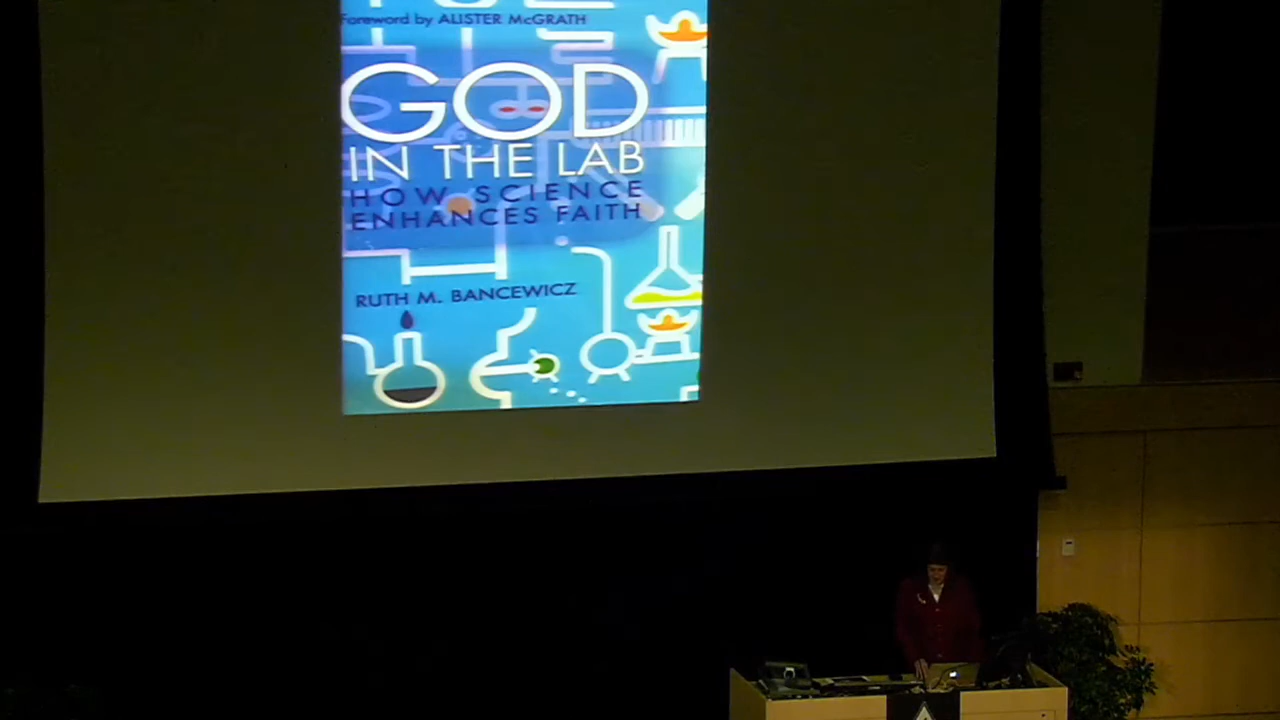 Foreword by ALISTER McGRATH
GOD
IN THE LAB
HOW SCIENCE
ENHANCES FAITH
RUTH M. BANCEWICZ